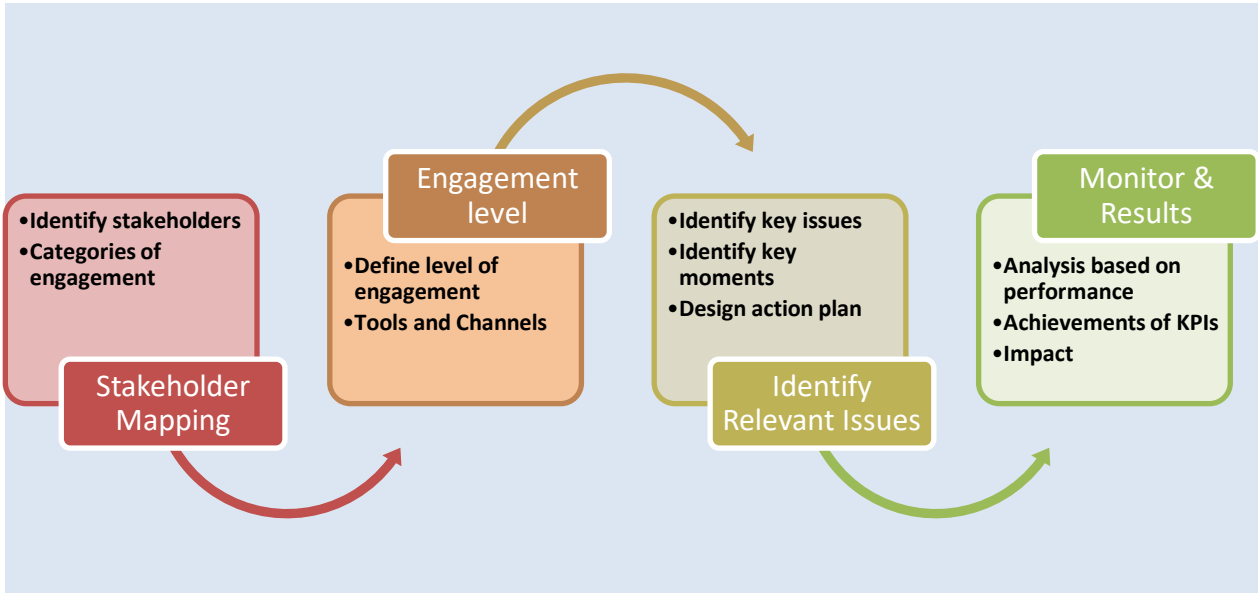 •Identify stakeholders
•Categories of
engagement
Stakeholder
Mapping
Engagement
level
•Define level of
engagement
•Tools and Channels
•Identify key issues
•Identify key
moments
•Design action plan
Identify
Relevant Issues
Monitor &
Results
•Analysis based on
performance
•Achievements of KPIs
•Impact